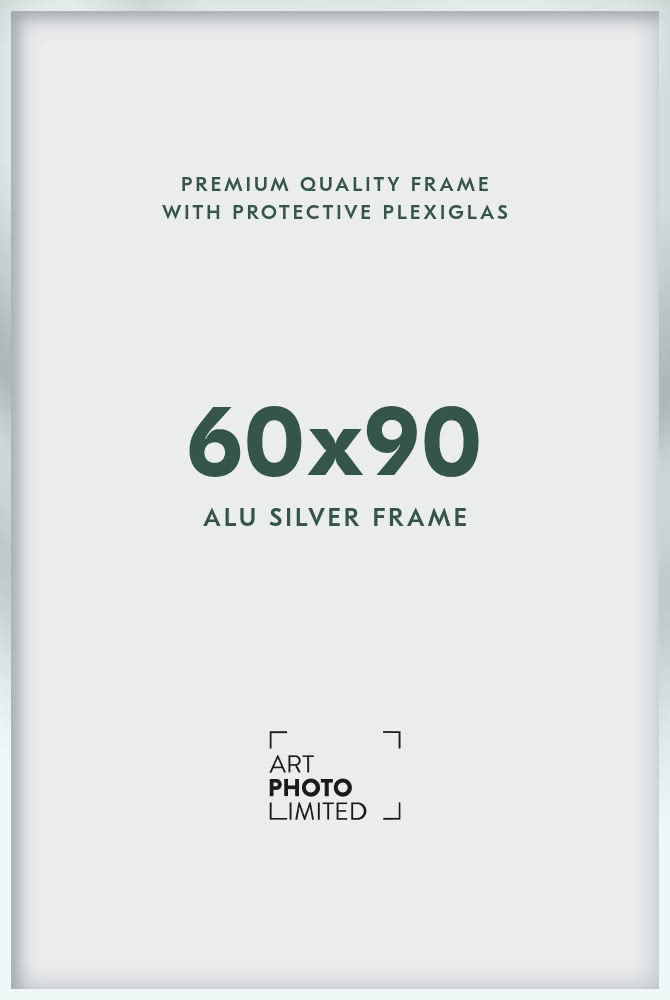 PREMIUM QUALITY FRAME
WITH PROTECTIVE PLEXIGLAS
60x90
ALU SILVER FRAME
ART
PHOTO
LIMITED